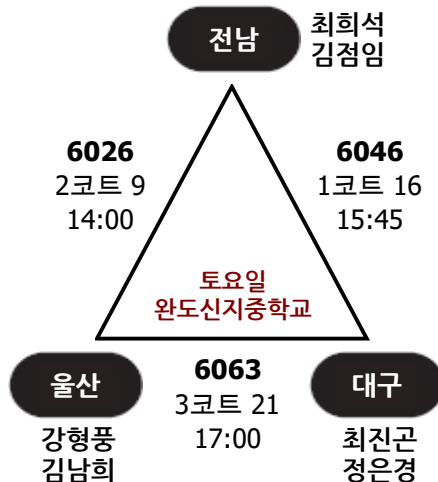 전남
최희석
김점임
6026
2코트 9
14:00
6046
1코트 16
15:45
토요일
완도신지중학교
울산
강형풍
김남희
6063
3코트 21
17:00
대구
최진곤
정은경